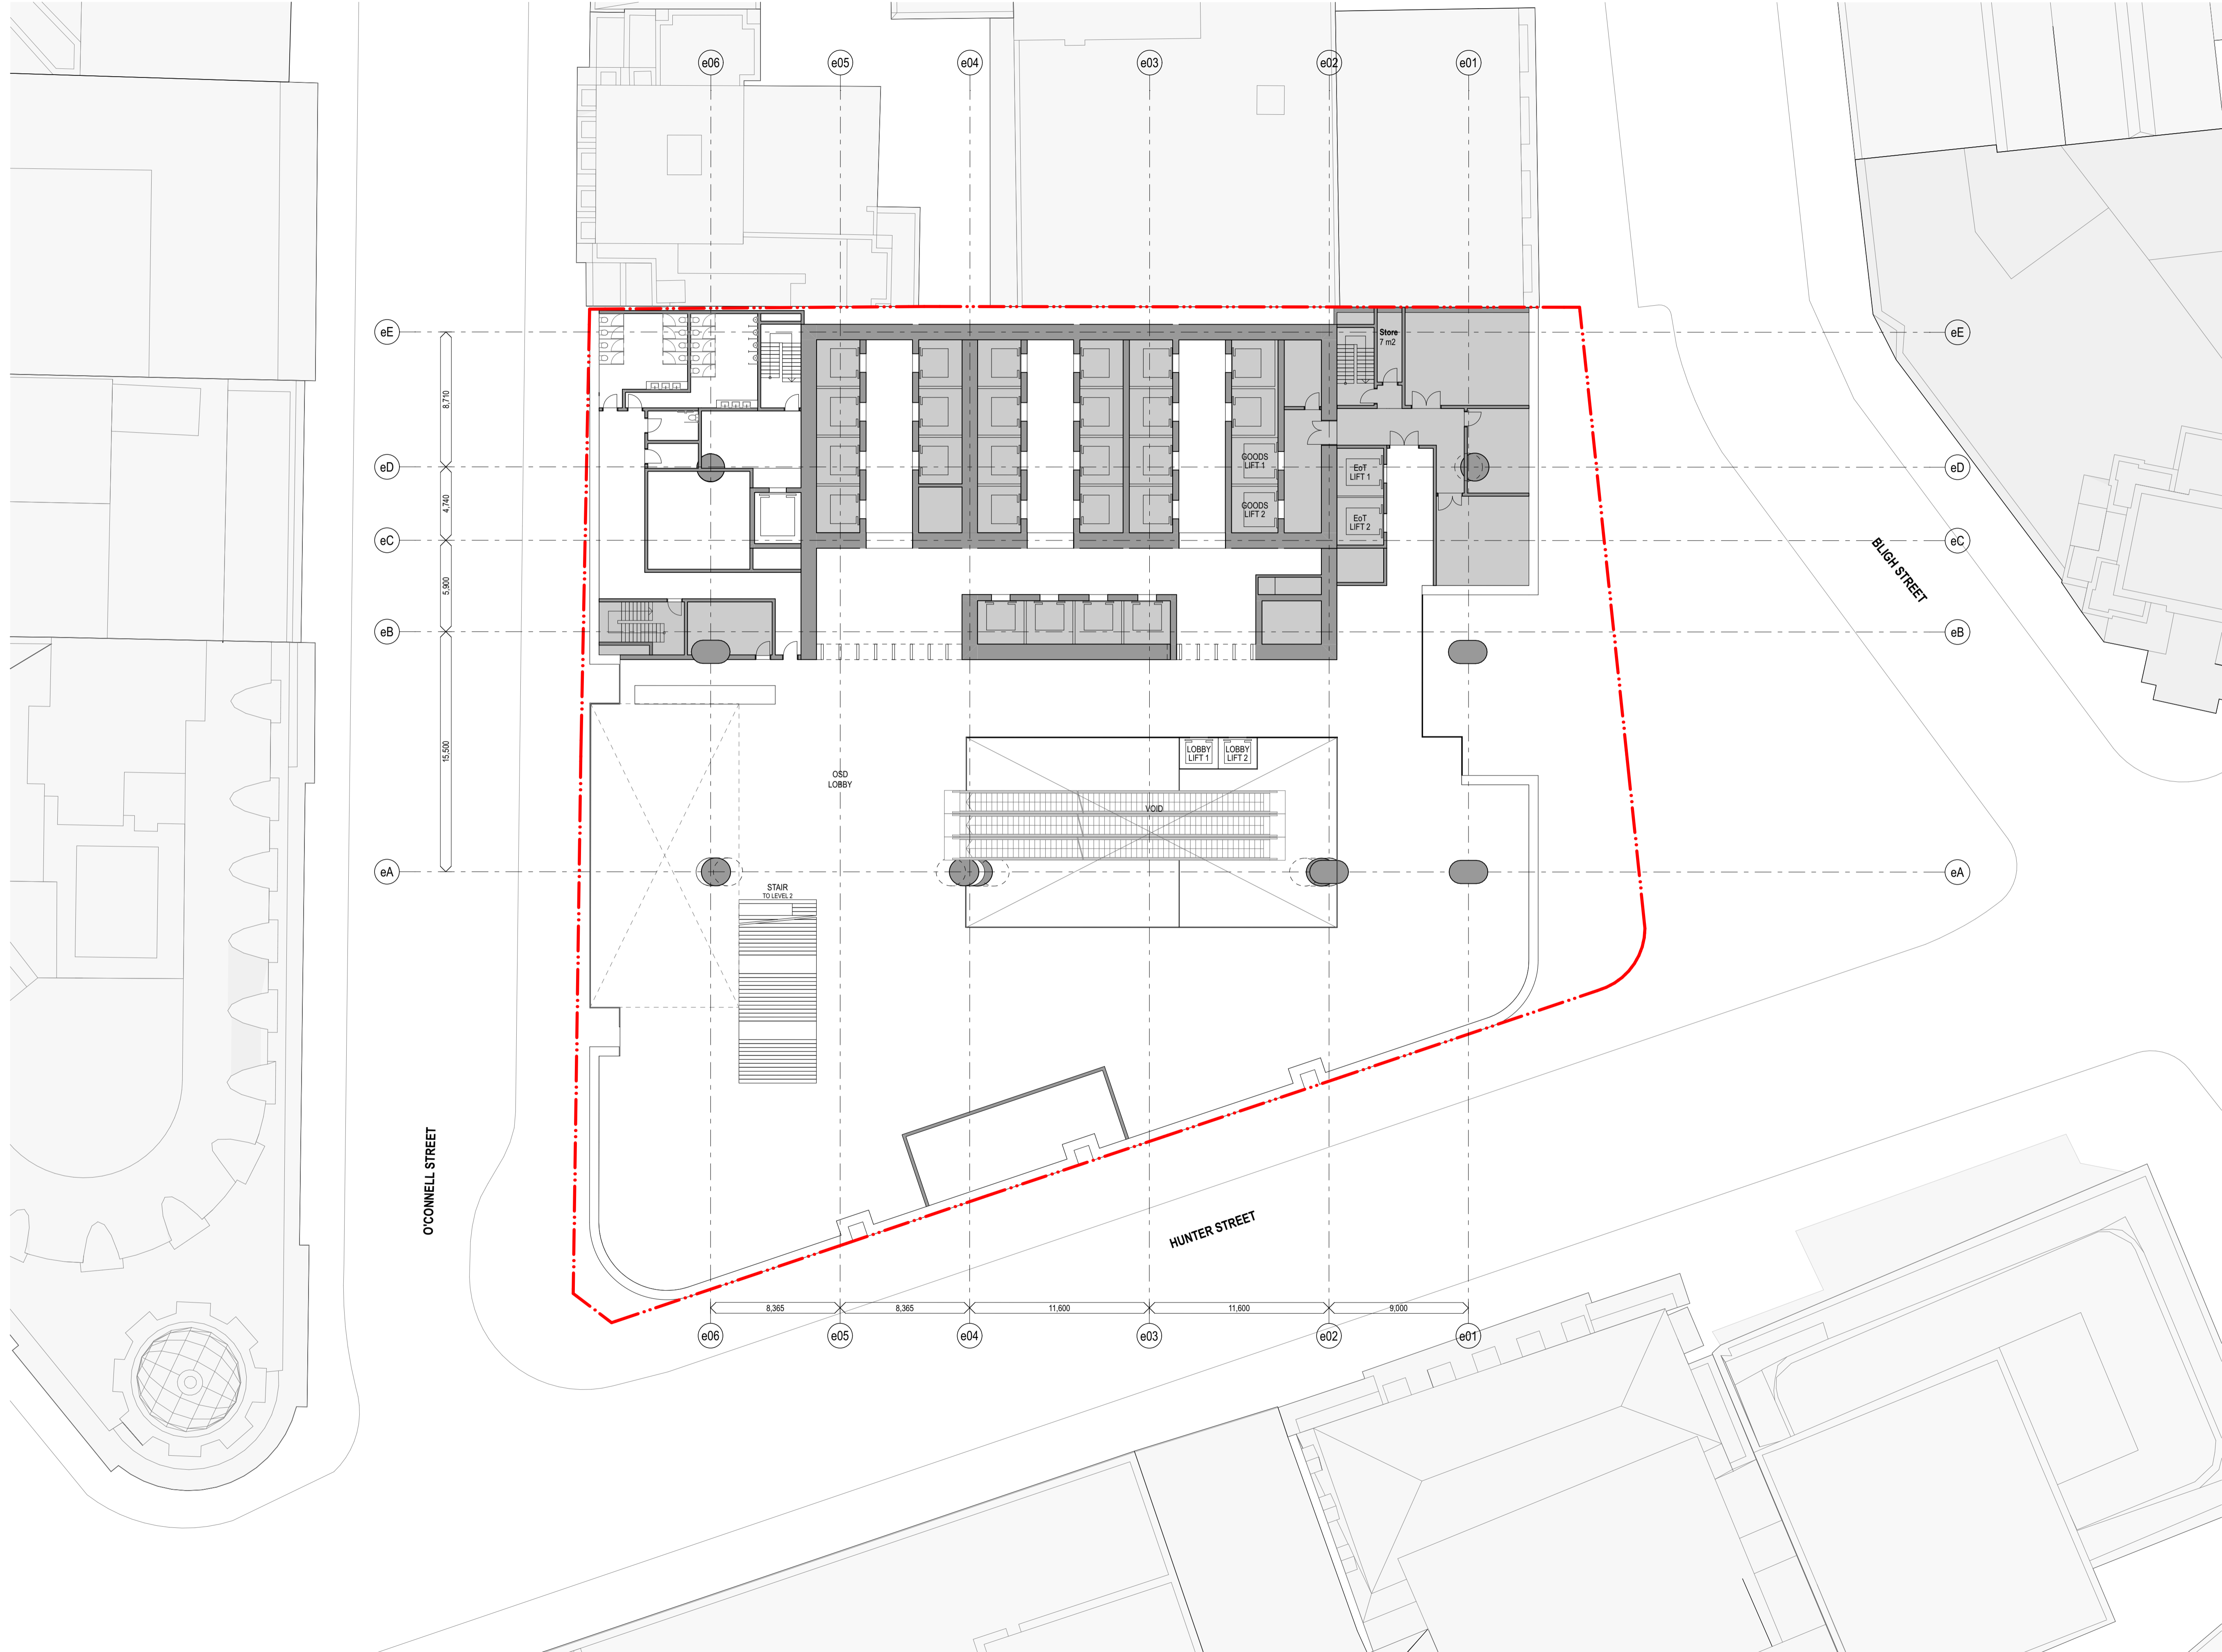 e06
e05
e04
e03
e02
e01
eE
eE
Store
7 m2
8,710
eD
GOODS
LIFT 1
EoT
LIFT 1
eD
4,740
GOODS
LIFT 2
EoT
LIFT 2
eC
eC
BLIGH STREET
5,900
eB
eB
15,500
LOBBY
LIFT 1
LOBBY
LIFT 2
OSD
LOBBY
VOID
eA
eA
STAIR
TO LEVEL 2
O'CONNELL STREET
HUNTER STREET
8,365
8,365
11,600
11,600
9,000
e06
e05
e04
e03
e02
e01